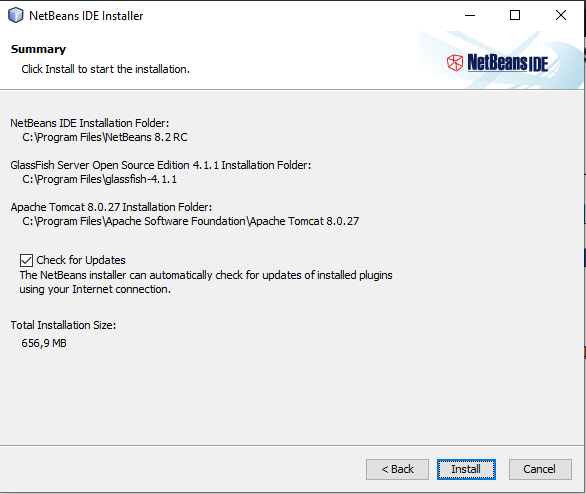 NetBeans IDE Installer
Summary
Click Install to start the installation.
NetBeans IDE
NetBeans IDE Installation Folder:
C:\Program Files\NetBeans 8.2 RC
GlassFish Server Open Source Edition 4.1.1 Installation Folder:
C:\Program Files\glassfish-4.1.1
Apache Tomcat 8.0.27 Installation Folder:
C:\Program Files\Apache Software Foundation\Apache Tomcat 8.0.27
Check for Updates
The NetBeans installer can automatically check for updates of installed plugins
using your Internet connection.
Total Installation Size:
656,9 MB
< Back Install Cancel